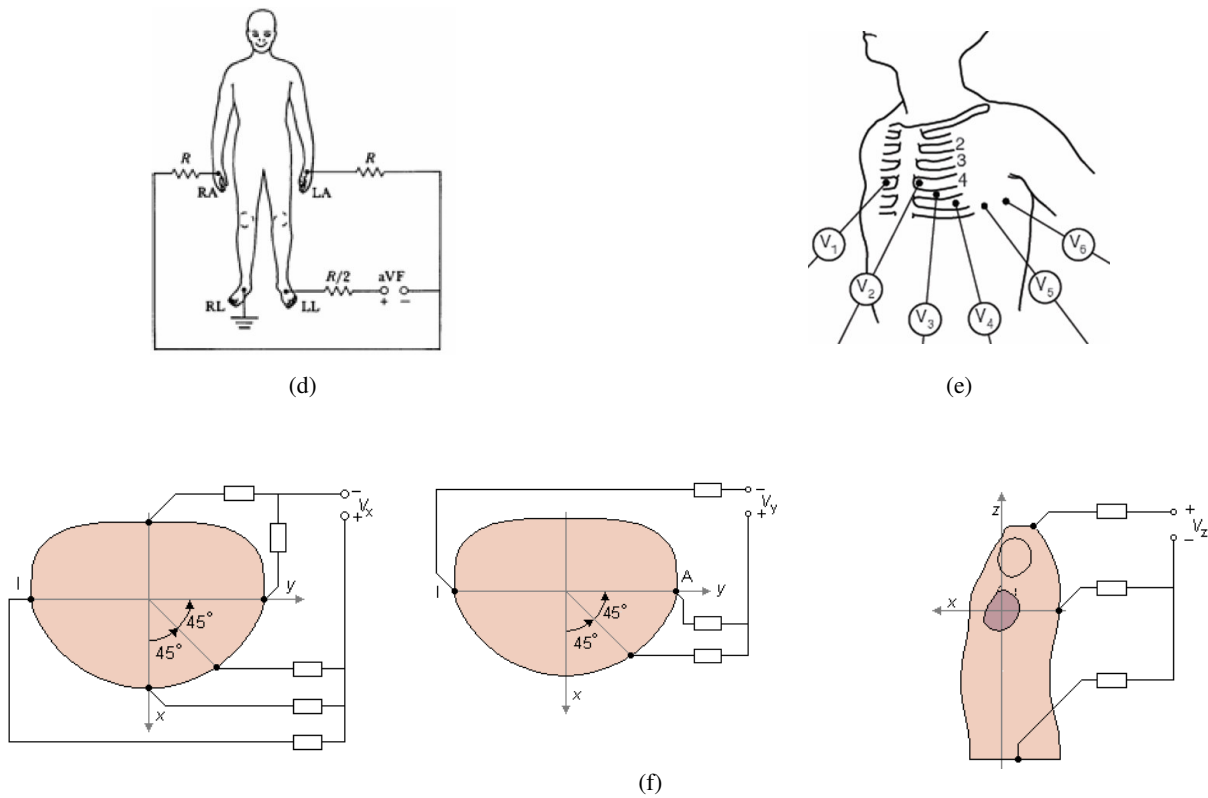 R
R
RA
LA
R/2
aVF
+
−
RL
LL
(d)
2
3
4
V1
V2
V3
V4
V5
V6
(e)
−
Vx
+
I
y
45°
45°
x
−
Vy
+
I
A
y
45°
45°
x
z
+
Vz
−
x
(f)